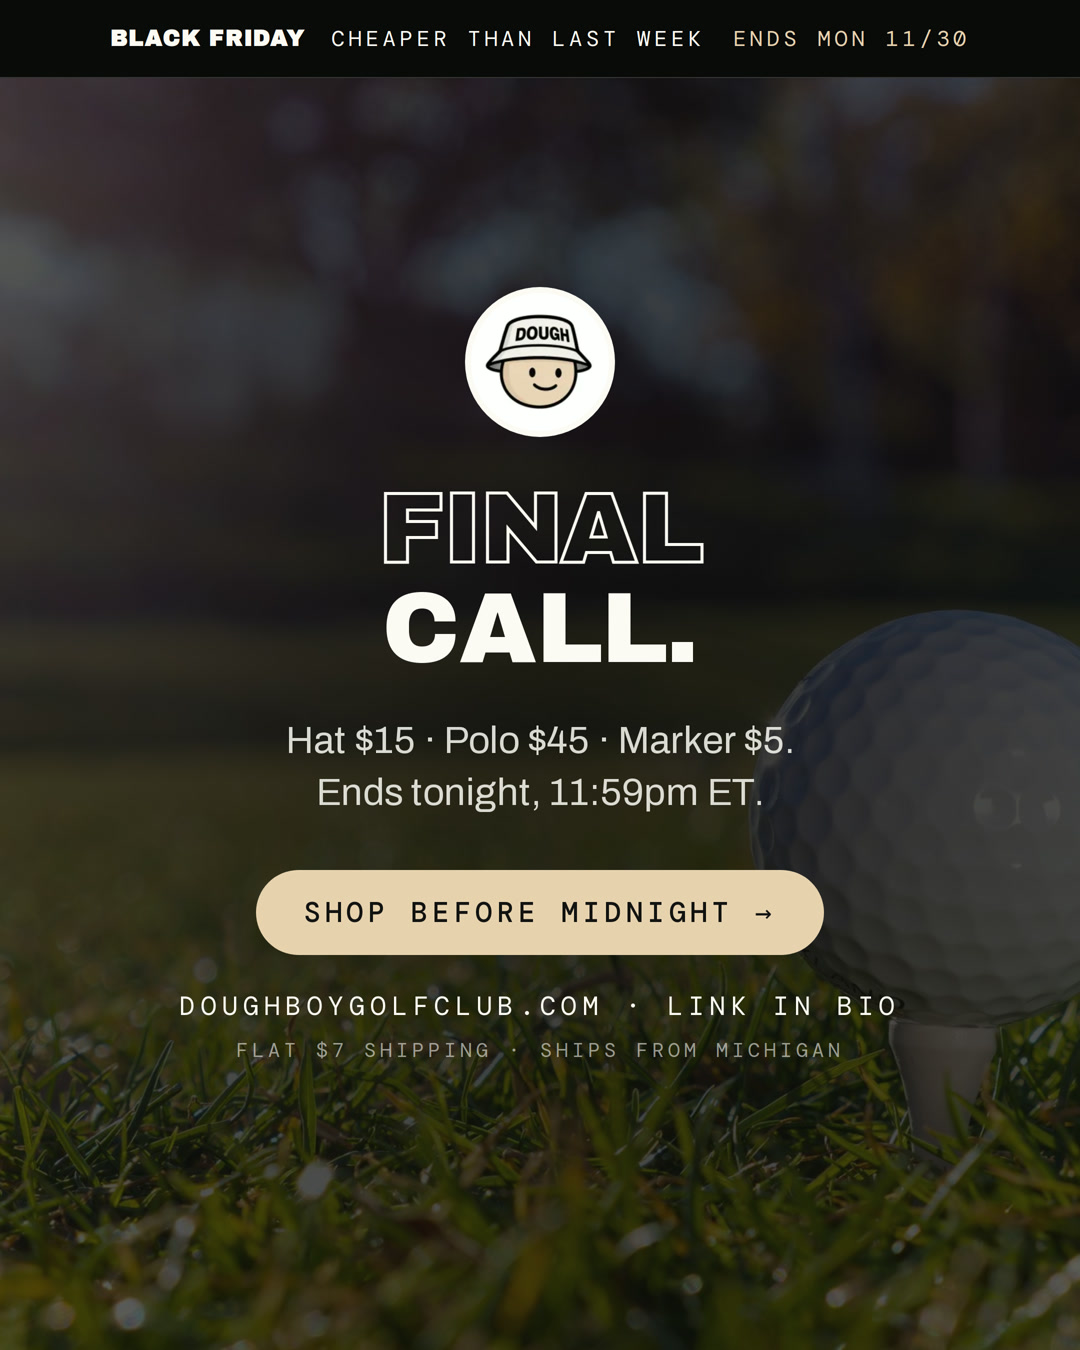 BLACK FRIDAY CHEAPER THAN LAST WEEK ENDS MON 11/30
DOUGH
FINAL
CALL.
Hat $15 · Polo $45 · Marker $5.
Ends tonight, 11:59pm ET.
SHOP BEFORE MIDNIGHT →
DOUGHBOYGOLFCLUB.COM · LINK IN BIO
FLAT $7 SHIPPING · SHIPS FROM MICHIGAN